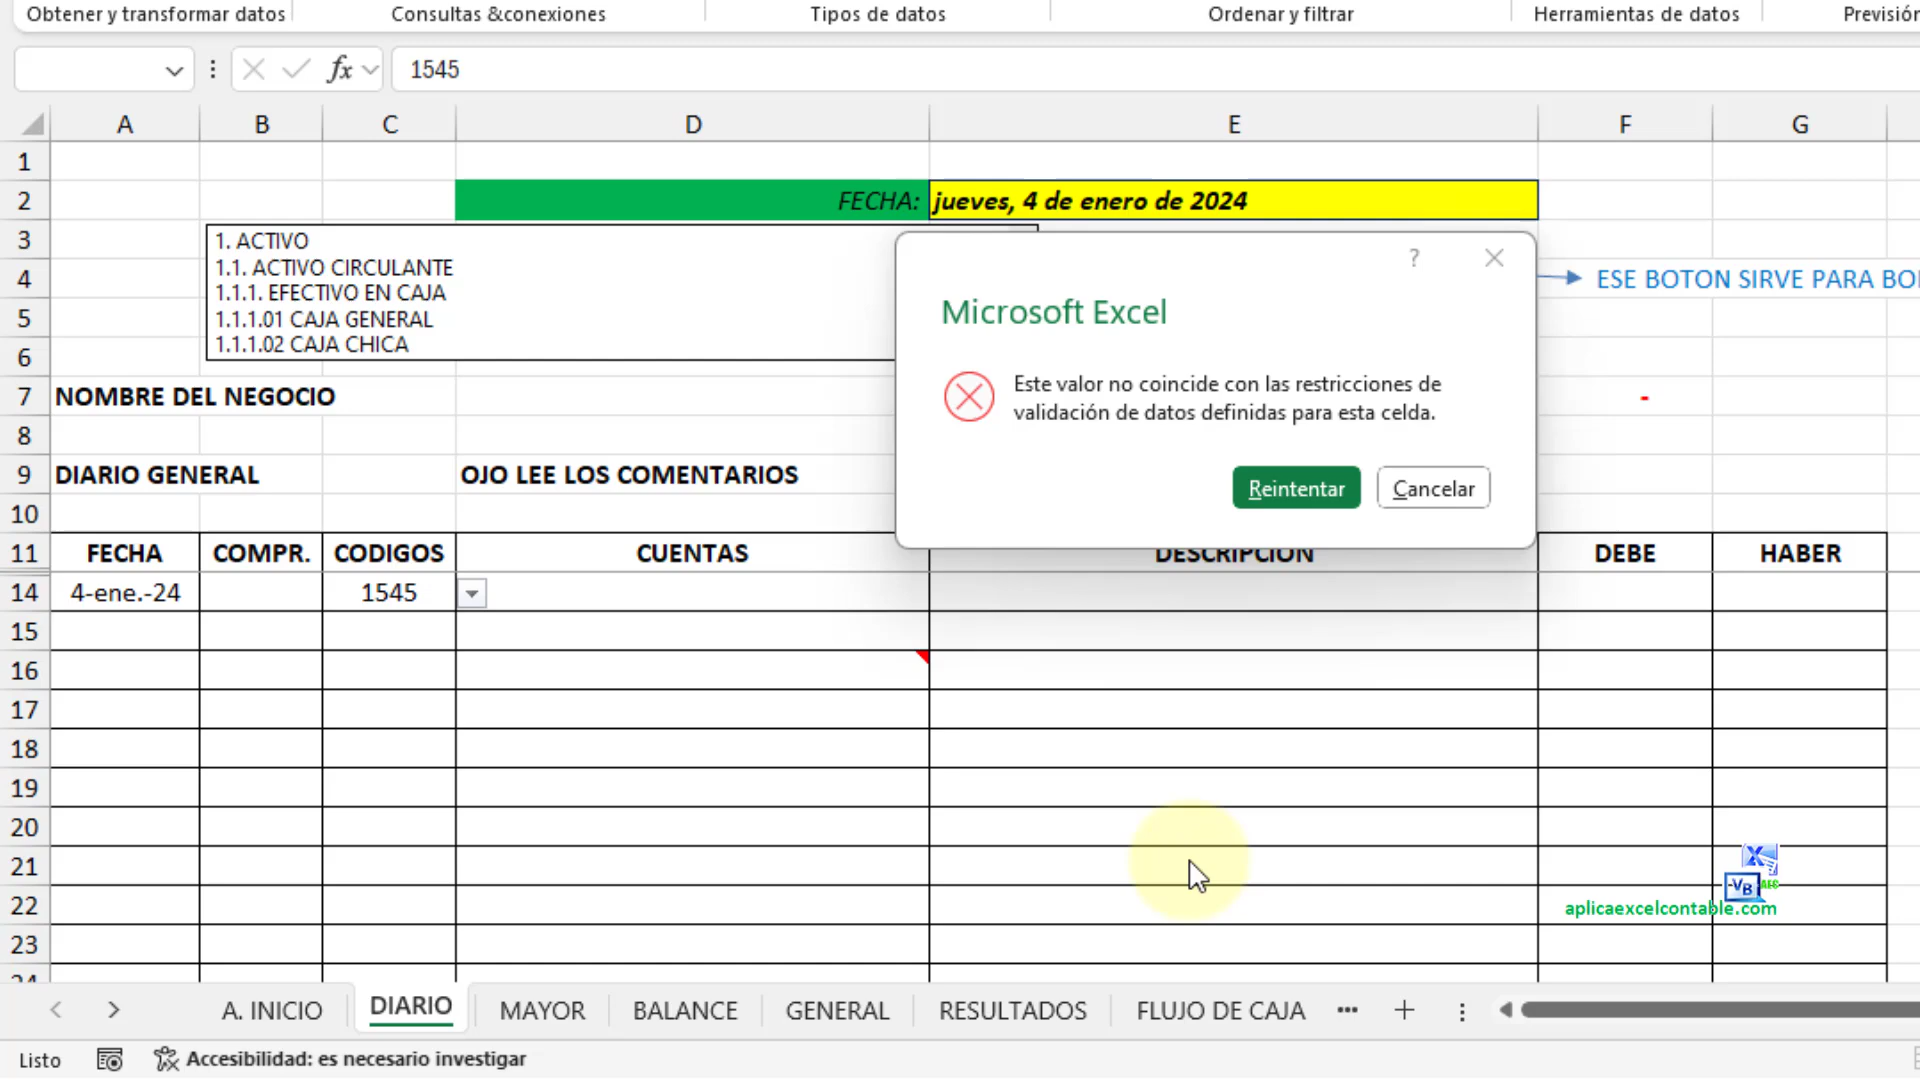 Obtener y transformar datos Consultas &conexiones Tipos de datos Ordenar y filtrar Herramientas de datos Previsión
fx 1545
A B C D E F G
1
2 FECHA: jueves, 4 de enero de 2024
3 1. ACTIVO
1.1. ACTIVO CIRCULANTE
4 ESE BOTON SIRVE PARA BO
1.1.1. EFECTIVO EN CAJA
5 1.1.1.01 CAJA GENERAL
6 1.1.1.02 CAJA CHICA
? 
Microsoft Excel
Este valor no coincide con las restricciones de
validación de datos definidas para esta celda.
Reintentar Cancelar
7 NOMBRE DEL NEGOCIO -
8
9 DIARIO GENERAL OJO LEE LOS COMENTARIOS
10
11 FECHA COMPR. CODIGOS CUENTAS DESCRIPCION DEBE HABER
14 4-ene.-24 1545
15
16
17
18
19
20
21
22
23
24
X
VB AEC
aplicaexcelcontable.com
A. INICIO DIARIO MAYOR BALANCE GENERAL RESULTADOS FLUJO DE CAJA ••• +
Listo Accesibilidad: es necesario investigar